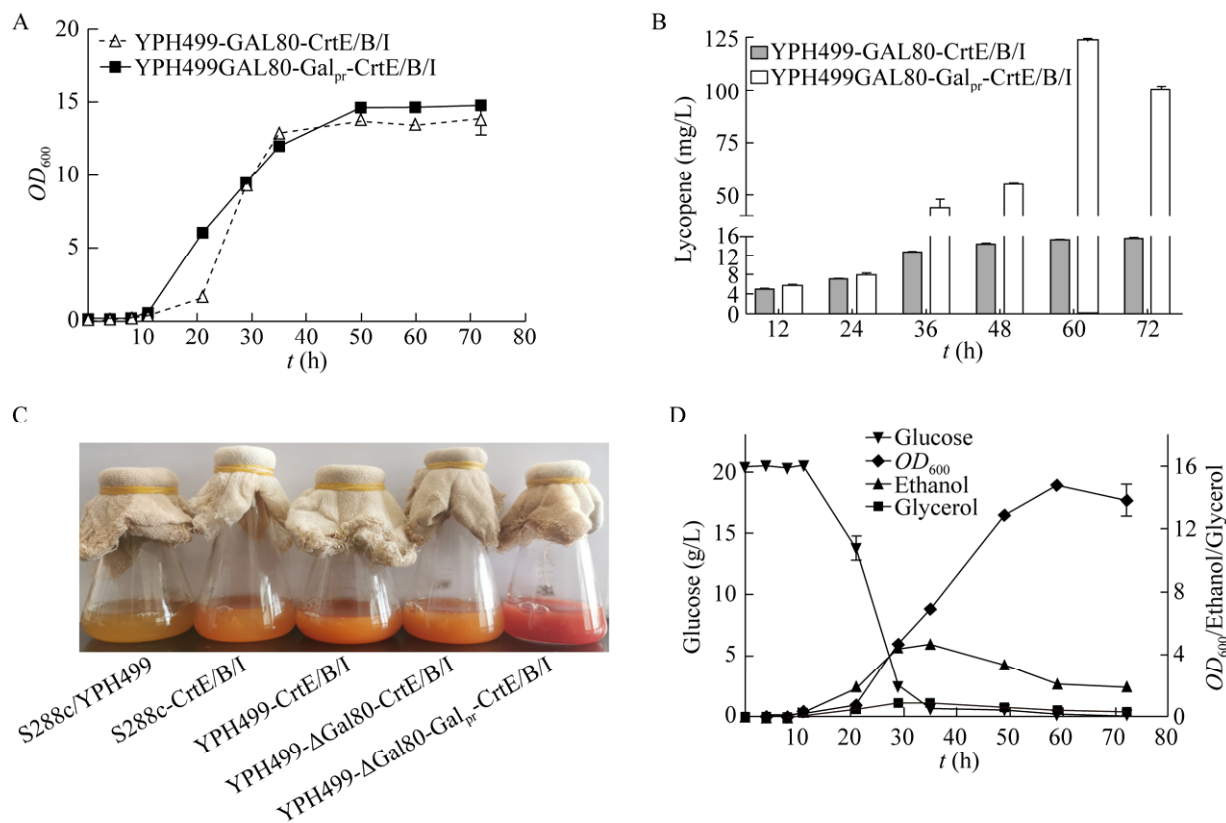 A
20
15
10
5
0
OD600
YPH499-GAL80-CrtE/B/I
YPH499GAL80-Galpr-CrtE/B/I
10 20 30 40 50 60 70 80
t (h)
B
125
100
75
50
16
12
8
4
0
Lycopene (mg/L)
YPH499-GAL80-CrtE/B/I
YPH499GAL80-Galpr-CrtE/B/I
12 24 36 48 60 72
t (h)
C
S288c/YPH499
S288c-CrtE/B/I
YPH499-CrtE/B/I
YPH499-ΔGal80-CrtE/B/I
YPH499-ΔGal80-Galpr-CrtE/B/I
D
Glucose
OD600
Ethanol
Glycerol
20
15
10
5
0
Glucose (g/L)
16
12
8
4
0
OD600/Ethanol/Glycerol
10 20 30 40 50 60 70 80
t (h)